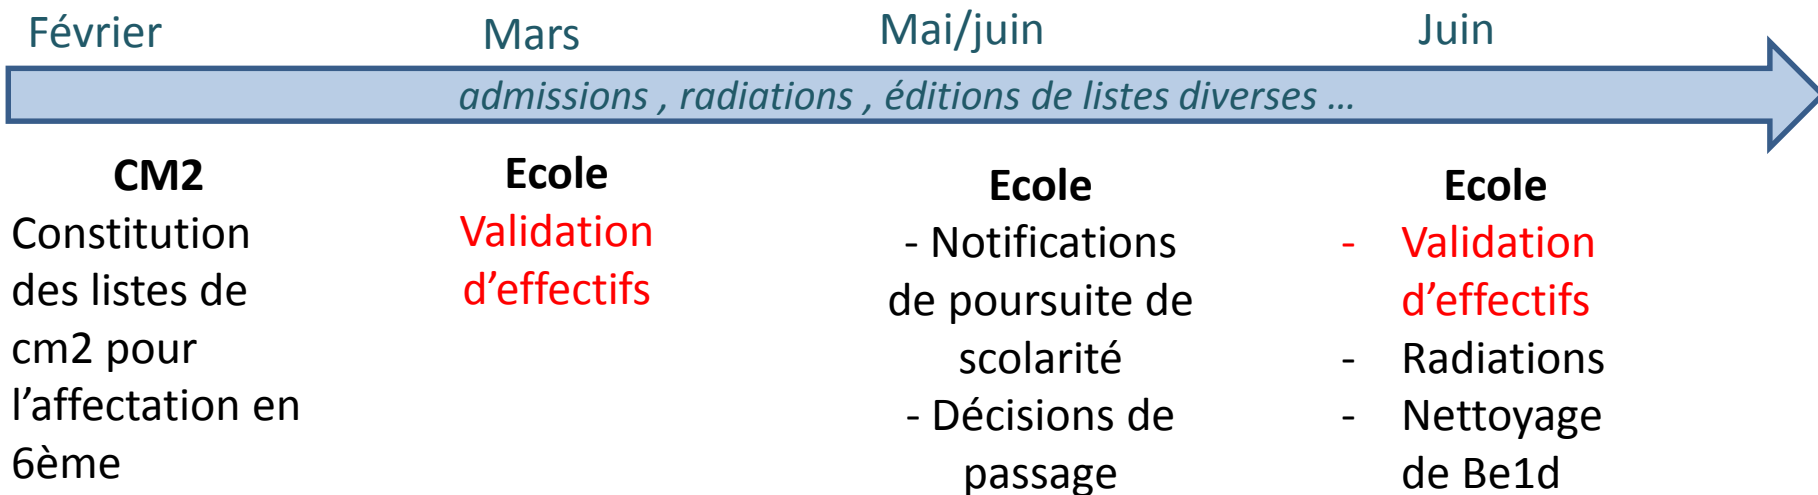 Février
Mars
Mai/juin
Juin
admissions , radiations , éditions de listes diverses …
CM2
Constitution
des listes de
cm2 pour
l’affectation en
6ème
Ecole
Validation
d’effectifs
Ecole
- Notifications
de poursuite de
scolarité
- Décisions de
passage
Ecole
- Validation
d’effectifs
- Radiations
- Nettoyage
de Be1d